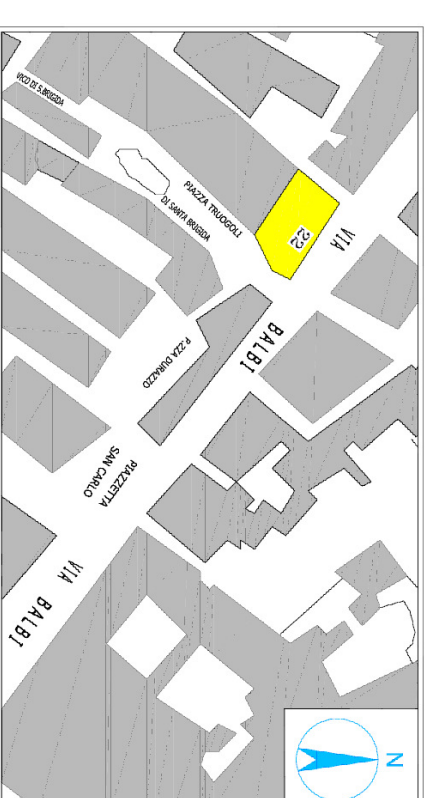 VICO DI S.BRIGIDA
PIAZZA TRUOGOLI
DI SANTA BRIGIDA
22
VIA
BALBI
P.ZZA DURAZZO
PIAZZETTA
SAN CARLO
VIA BALBI
N